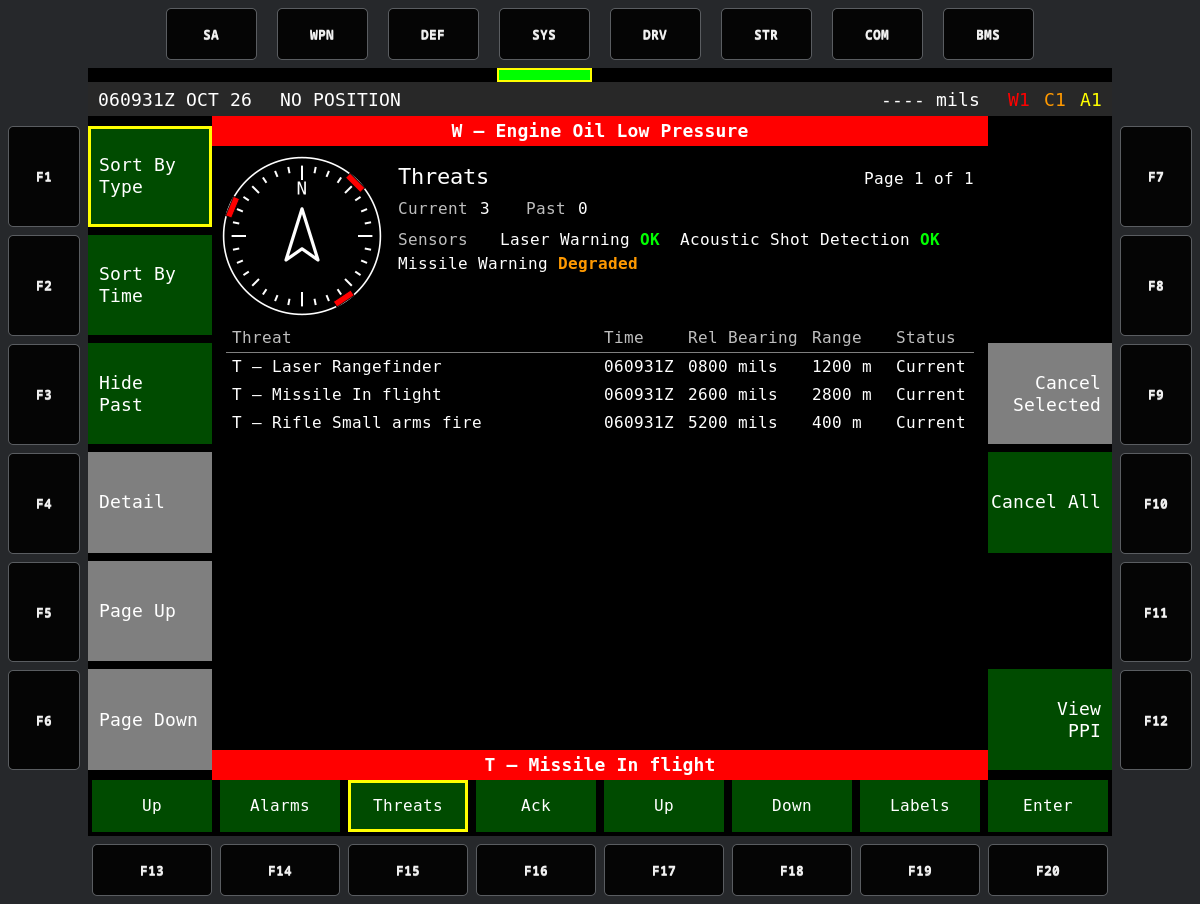 SA WPN DEF SYS DRV STR COM BMS
060931Z OCT 26 NO POSITION ---- mils W1 C1 A1
W – Engine Oil Low Pressure
F1 Sort By Type
F2 Sort By Time
F3 Hide Past
F4 Detail
F5 Page Up
F6 Page Down
N
Threats Page 1 of 1
Current 3 Past 0
Sensors Laser Warning OK Acoustic Shot Detection OK
Missile Warning Degraded
Threat Time Rel Bearing Range Status
T – Laser Rangefinder 060931Z 0800 mils 1200 m Current
T – Missile In flight 060931Z 2600 mils 2800 m Current
T – Rifle Small arms fire 060931Z 5200 mils 400 m Current
F7
F8
Cancel Selected F9
Cancel All F10
F11
View PPI F12
T – Missile In flight
Up Alarms Threats Ack Up Down Labels Enter
F13 F14 F15 F16 F17 F18 F19 F20